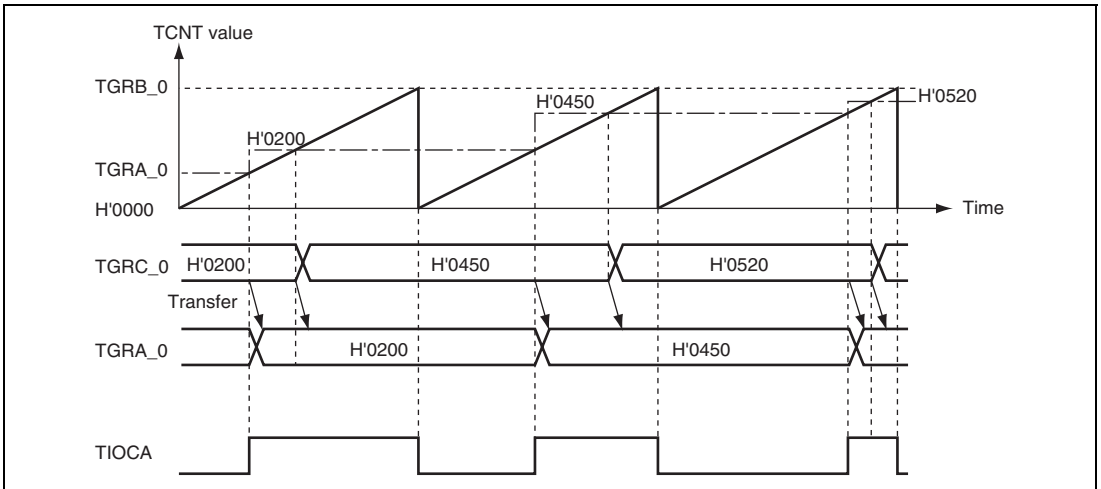 TCNT value
TGRB_0
H'0520
H'0450
H'0200
TGRA_0
H'0000
Time
TGRC_0 H'0200 H'0450 H'0520
Transfer
TGRA_0 H'0200 H'0450
TIOCA